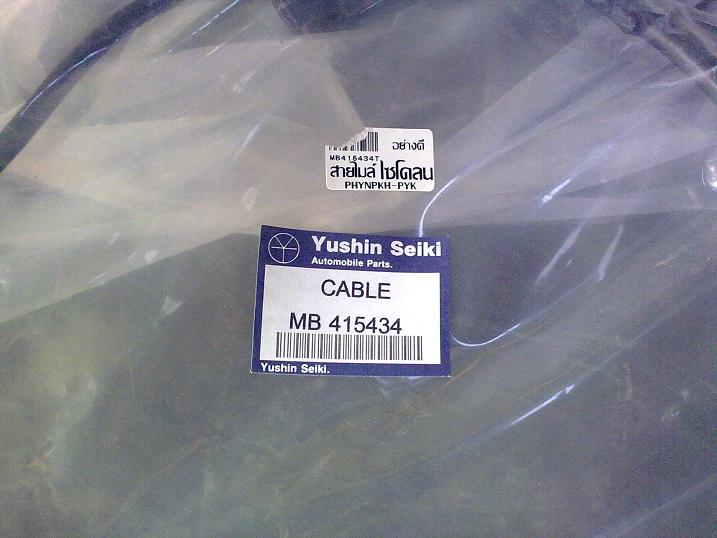 อย่างดี
MB415434T
สายไมล์ ไซโคลน
PHYNPKH-PYK
Yushin Seiki
Automobile Parts.
CABLE
MB 415434
Yushin Seiki.